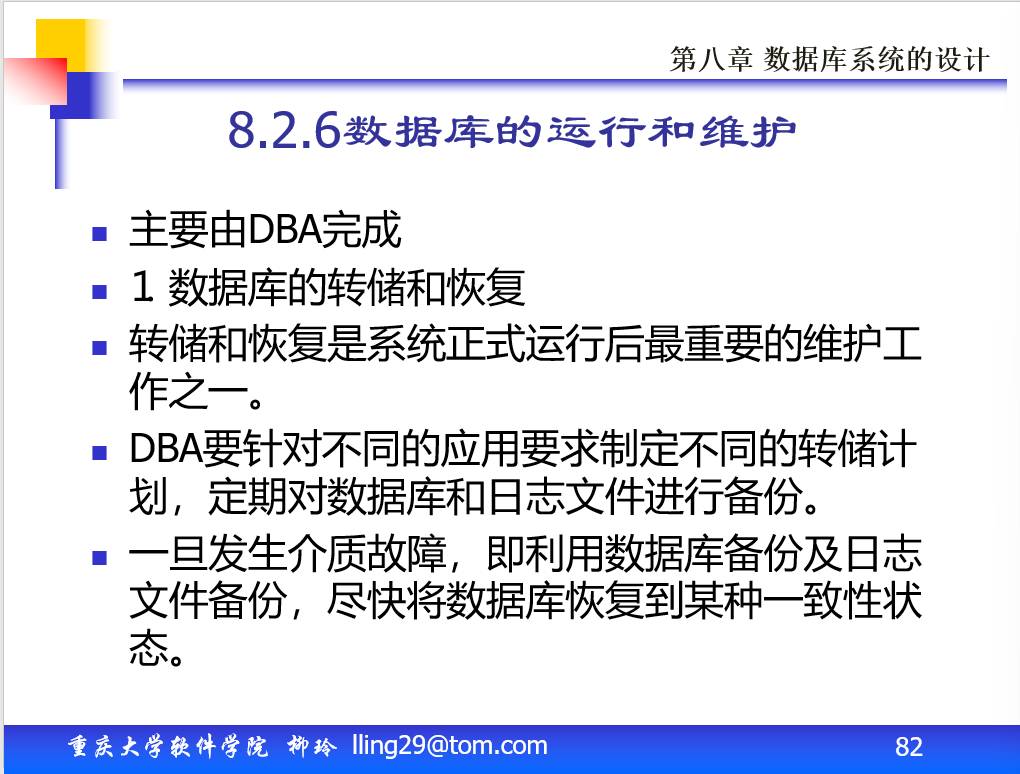 第八章 数据库系统的设计
8.2.6数据库的运行和维护
主要由DBA完成
1. 数据库的转储和恢复
转储和恢复是系统正式运行后最重要的维护工
作之一。
DBA要针对不同的应用要求制定不同的转储计
划，定期对数据库和日志文件进行备份。
一旦发生介质故障，即利用数据库备份及日志
文件备份，尽快将数据库恢复到某种一致性状
态。
重庆大学软件学院 柳玲 lling29@tom.com 82